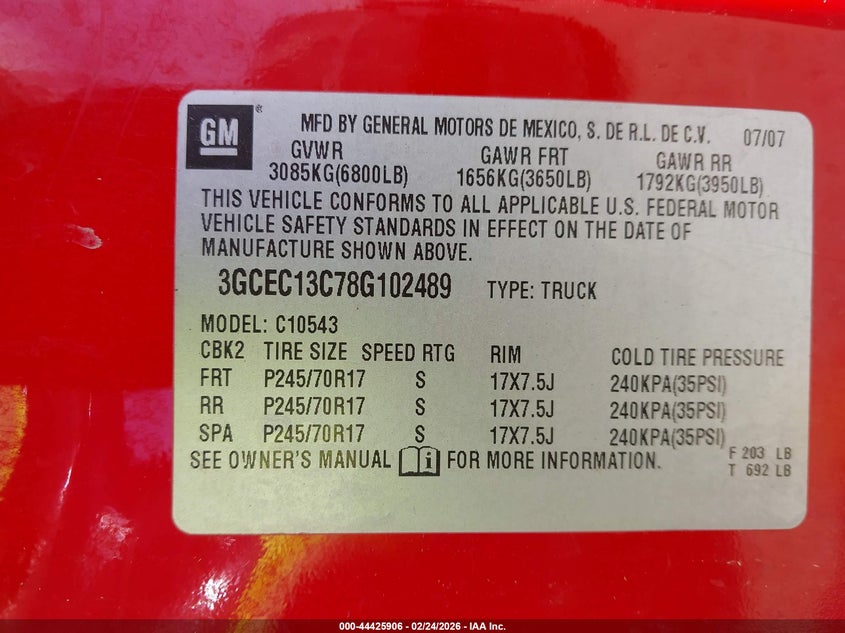 GM
MFD BY GENERAL MOTORS DE MEXICO, S. DE R.L. DE C.V. 07/07
GVWR GAWR FRT GAWR RR
3085KG(6800LB) 1656KG(3650LB) 1792KG(3950LB)
THIS VEHICLE CONFORMS TO ALL APPLICABLE U.S. FEDERAL MOTOR
VEHICLE SAFETY STANDARDS IN EFFECT ON THE DATE OF
MANUFACTURE SHOWN ABOVE.
3GCEC13C78G102489 TYPE: TRUCK
MODEL: C10543
CBK2 TIRE SIZE SPEED RTG RIM COLD TIRE PRESSURE
FRT P245/70R17 S 17X7.5J 240KPA(35PSI)
RR P245/70R17 S 17X7.5J 240KPA(35PSI)
SPA P245/70R17 S 17X7.5J 240KPA(35PSI)
SEE OWNER'S MANUAL i FOR MORE INFORMATION.
F 203 LB
T 692 LB
000-44425906 - 02/24/2026 - IAA Inc.